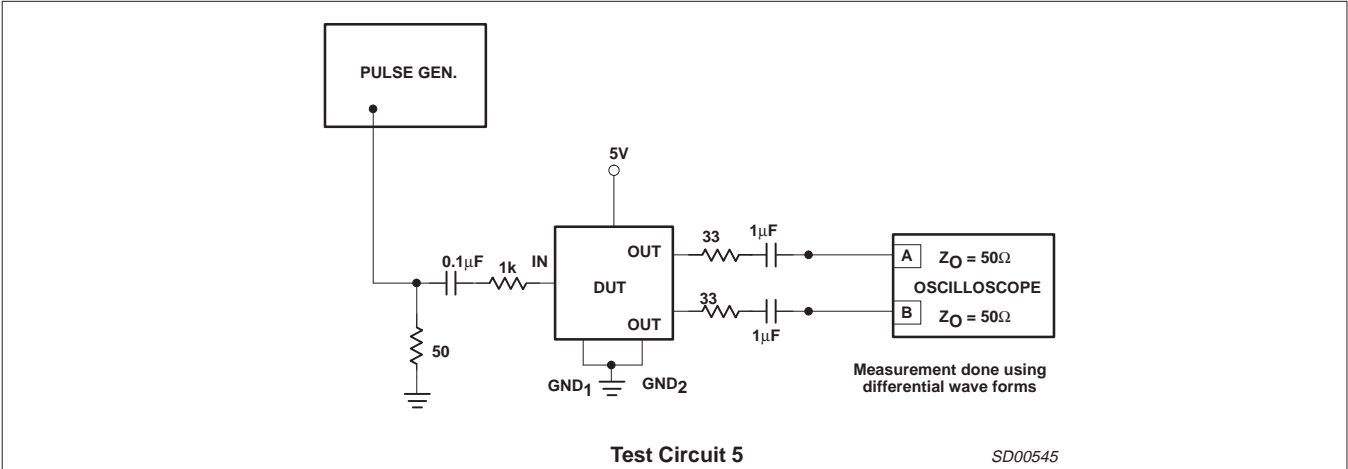 PULSE GEN.
5V
0.1μF
1k
IN
OUT
DUT
OUT
33
1μF
33
1μF
A
ZO = 50Ω
OSCILLOSCOPE
B
ZO = 50Ω
50
GND1
GND2
Measurement done using
differential wave forms
Test Circuit 5
SD00545